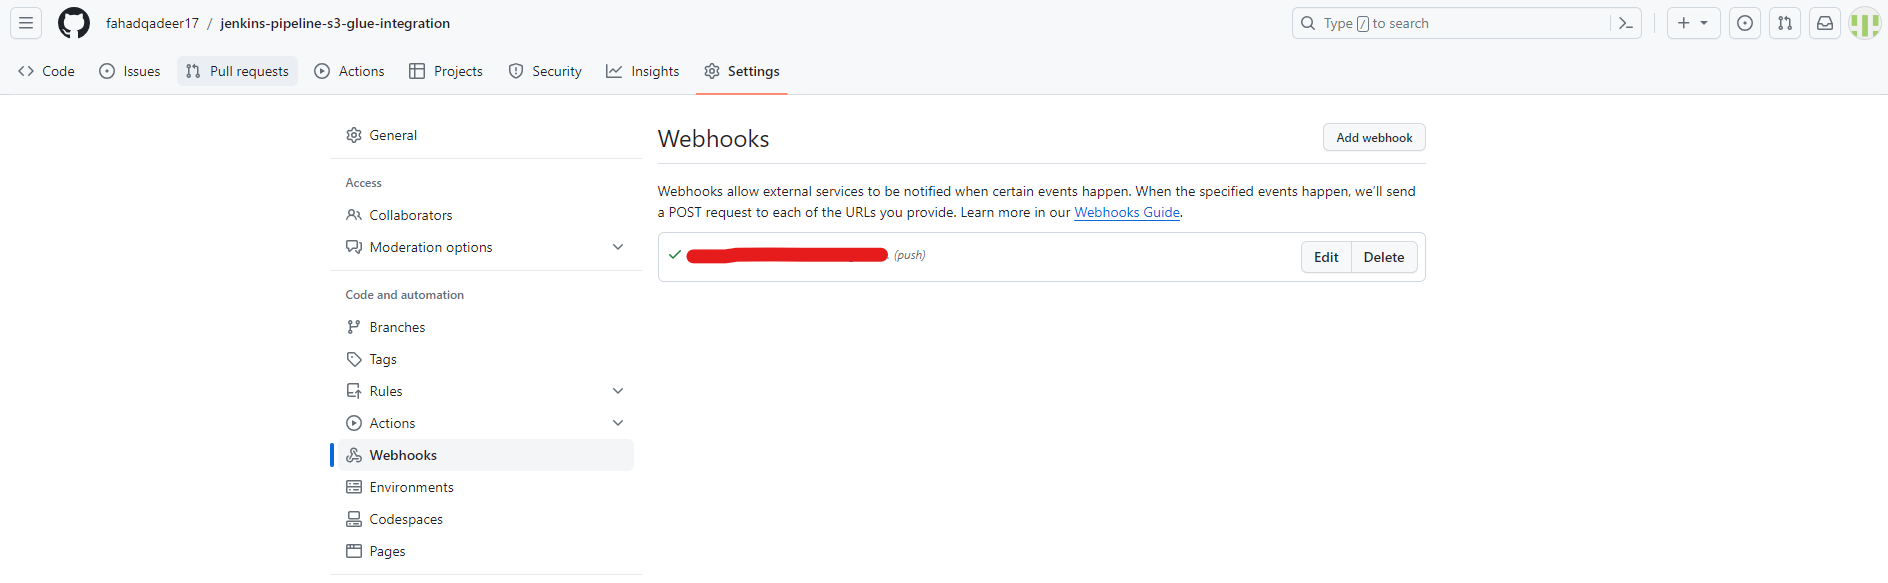 fahadqadeer17 / jenkins-pipeline-s3-glue-integration
Type / to search
Code Issues Pull requests Actions Projects Security Insights Settings
General
Access
Collaborators
Moderation options
Code and automation
Branches
Tags
Rules
Actions
Webhooks
Environments
Codespaces
Pages
Webhooks
Add webhook
Webhooks allow external services to be notified when certain events happen. When the specified events happen, we'll send
a POST request to each of the URLs you provide. Learn more in our Webhooks Guide.
(push)
Edit Delete